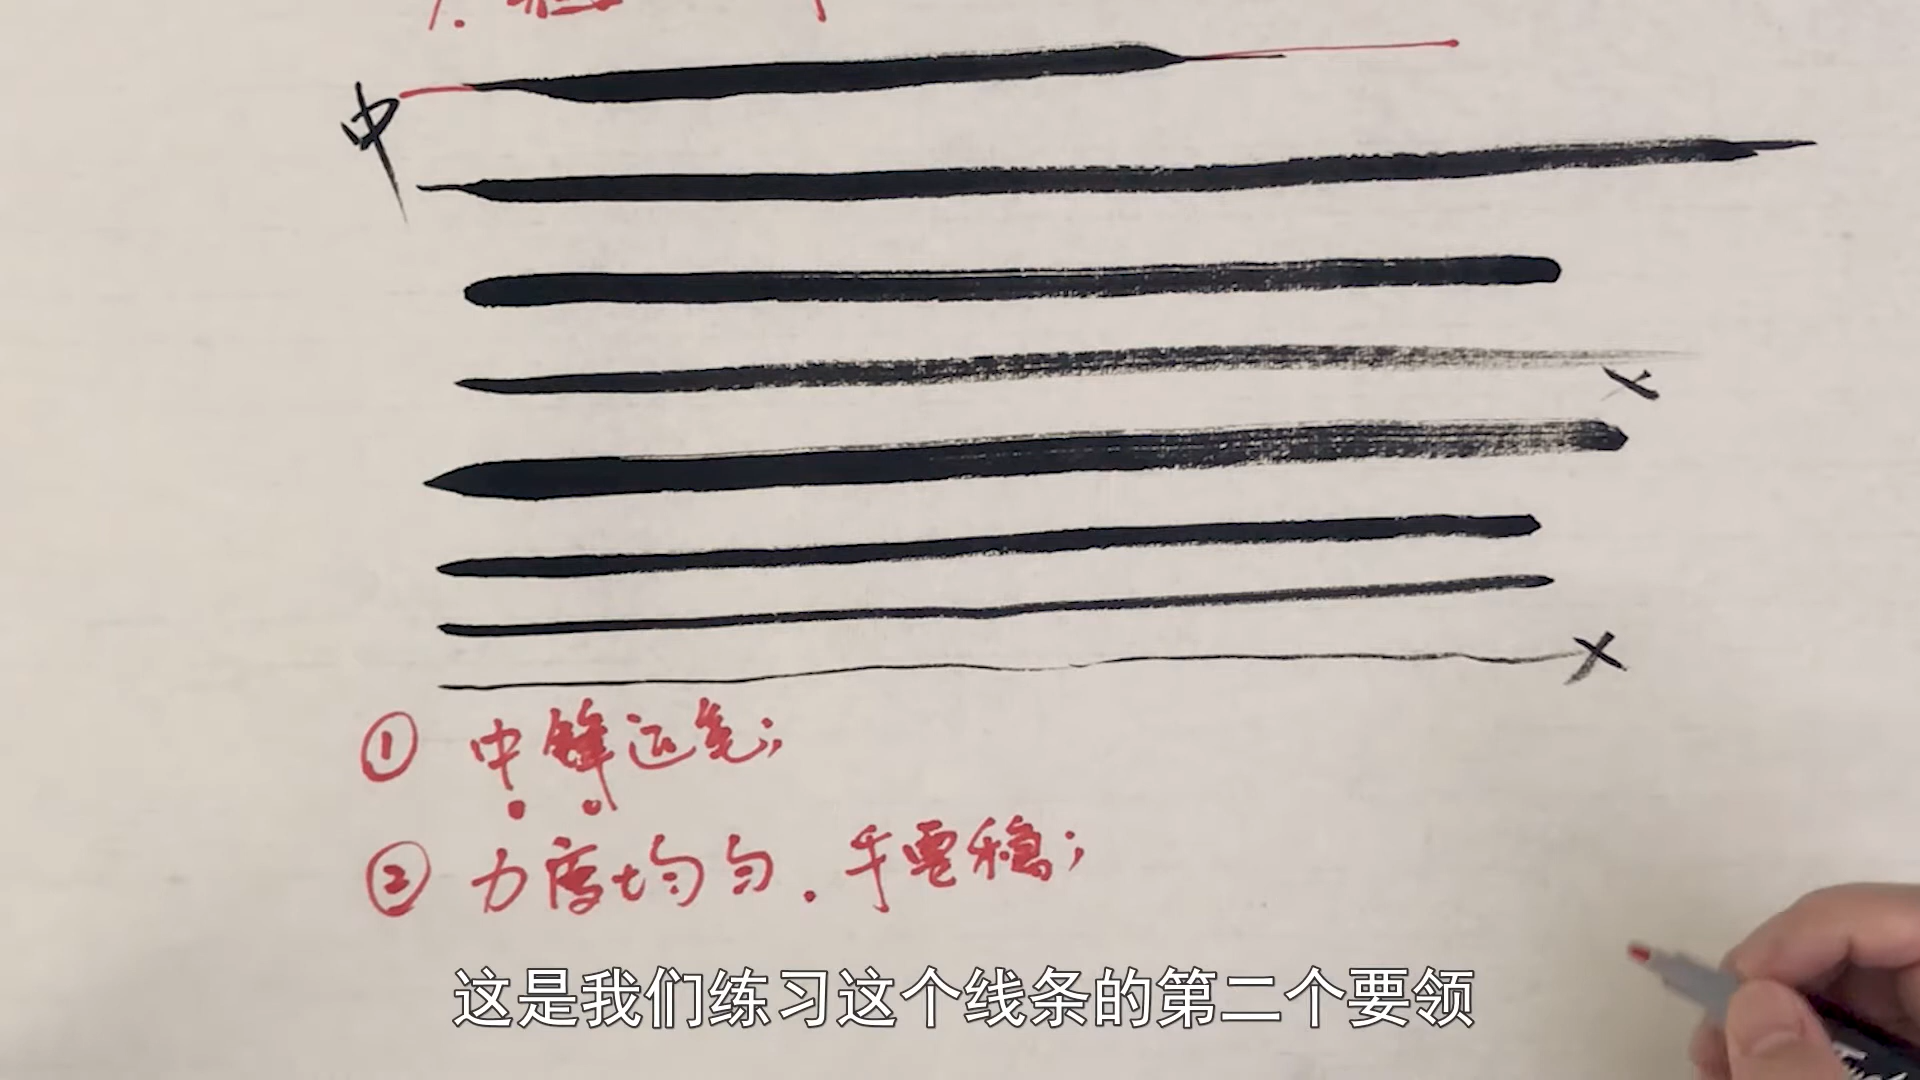 中
① 中锋运笔;
② 力度均匀.手要稳;
这是我们练习这个线条的第二个要领